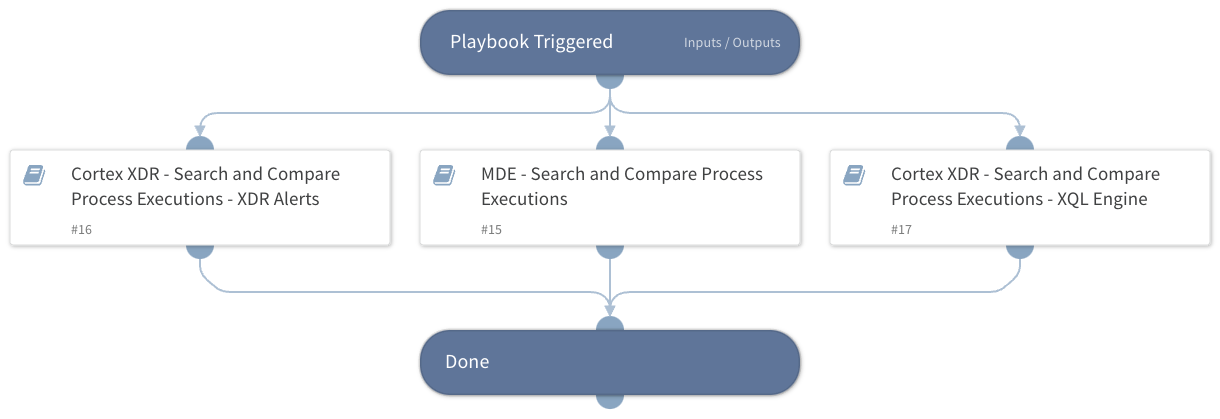 Playbook Triggered
Inputs / Outputs
Cortex XDR - Search and Compare
Process Executions - XDR Alerts
#16
MDE - Search and Compare Process
Executions
#15
Cortex XDR - Search and Compare
Process Executions - XQL Engine
#17
Done